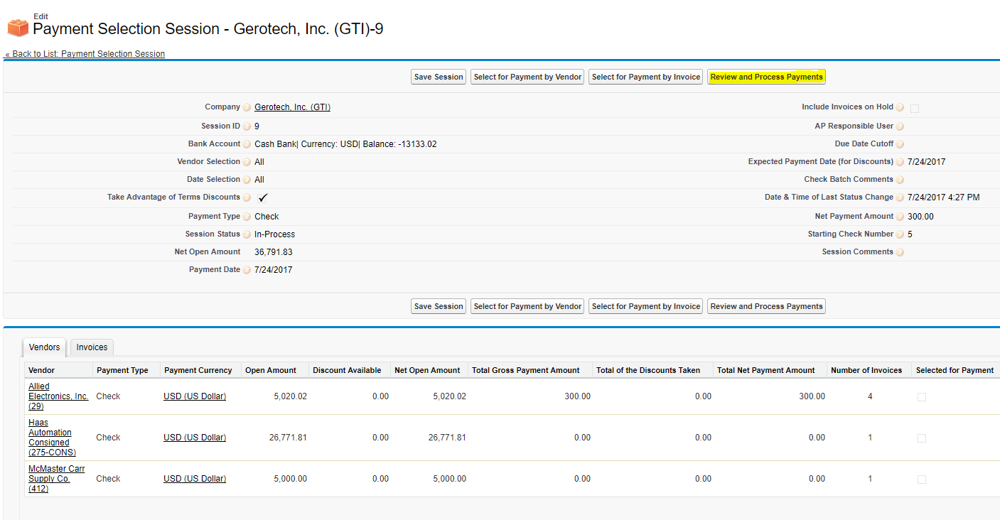 Edit
Payment Selection Session - Gerotech, Inc. (GTI)-9
« Back to List: Payment Selection Session
Save Session Select for Payment by Vendor Select for Payment by Invoice Review and Process Payments
Company ? Gerotech, Inc. (GTI) Include Invoices on Hold ?
Session ID ? 9 AP Responsible User ?
Bank Account ? Cash Bank| Currency: USD| Balance: -13133.02 Due Date Cutoff ?
Vendor Selection ? All Expected Payment Date (for Discounts) ? 7/24/2017
Date Selection ? All Check Batch Comments ?
Take Advantage of Terms Discounts ? Date & Time of Last Status Change ? 7/24/2017 4:27 PM
Payment Type ? Check Net Payment Amount ? 300.00
Session Status ? In-Process Starting Check Number ? 5
Net Open Amount 36,791.83 Session Comments ?
Payment Date ? 7/24/2017
Save Session Select for Payment by Vendor Select for Payment by Invoice Review and Process Payments
Vendors Invoices
Vendor Payment Type Payment Currency Open Amount Discount Available Net Open Amount Total Gross Payment Amount Total of the Discounts Taken Total Net Payment Amount Number of Invoices Selected for Payment
Allied
Electronics, Inc. Check USD (US Dollar) 5,020.02 0.00 5,020.02 300.00 0.00 300.00 4
(29)
Haas
Automation Check USD (US Dollar) 26,771.81 0.00 26,771.81 0.00 0.00 0.00 1
Consigned
(275-CONS)
McMaster Carr
Supply Co. Check USD (US Dollar) 5,000.00 0.00 5,000.00 0.00 0.00 0.00 1
(412)